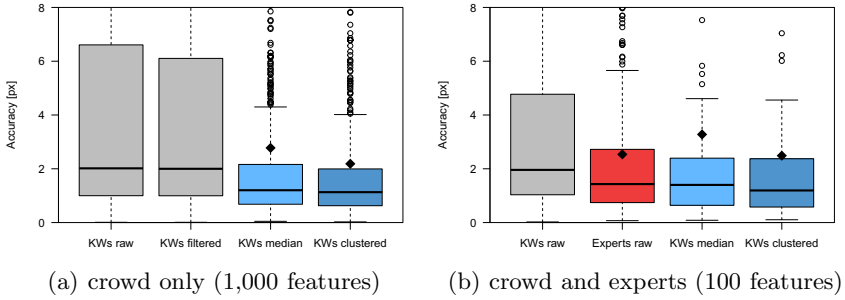 Accuracy [px]
8
6
4
2
0
KWs raw KWs filtered KWs median KWs clustered
(a) crowd only (1,000 features)
Accuracy [px]
8
6
4
2
0
KWs raw Experts raw KWs median KWs clustered
(b) crowd and experts (100 features)